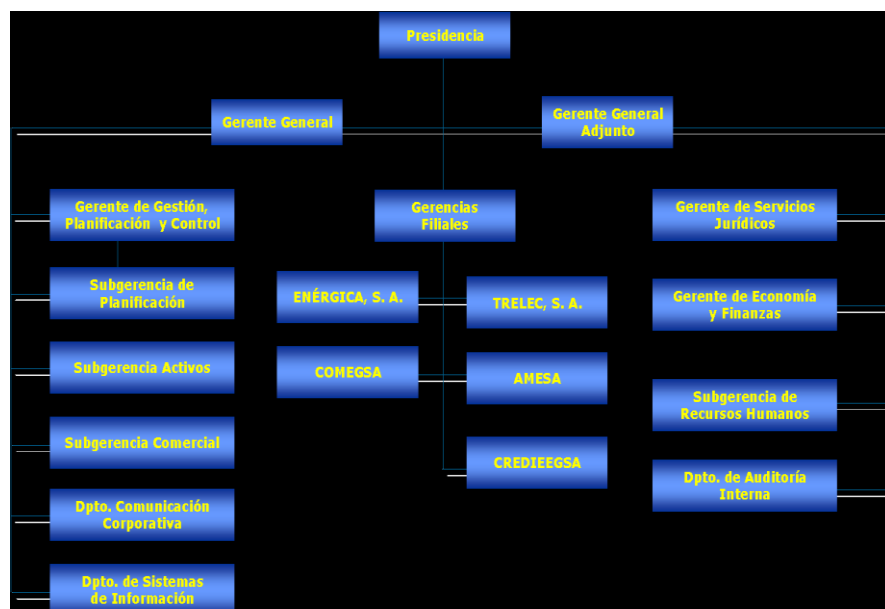 Presidencia
Gerente General
Gerente General
Adjunto
Gerente de Gestión,
Planificación y Control
Gerencias
Filiales
Gerente de Servicios
Jurídicos
Subgerencia de
Planificación
ENÉRGICA, S. A.
TRELEC, S. A.
Gerente de Economía
y Finanzas
Subgerencia Activos
COMEGSA
AMESA
Subgerencia de
Recursos Humanos
Subgerencia Comercial
CREDIEEGSA
Dpto. de Auditoría
Interna
Dpto. Comunicación
Corporativa
Dpto. de Sistemas
de Información